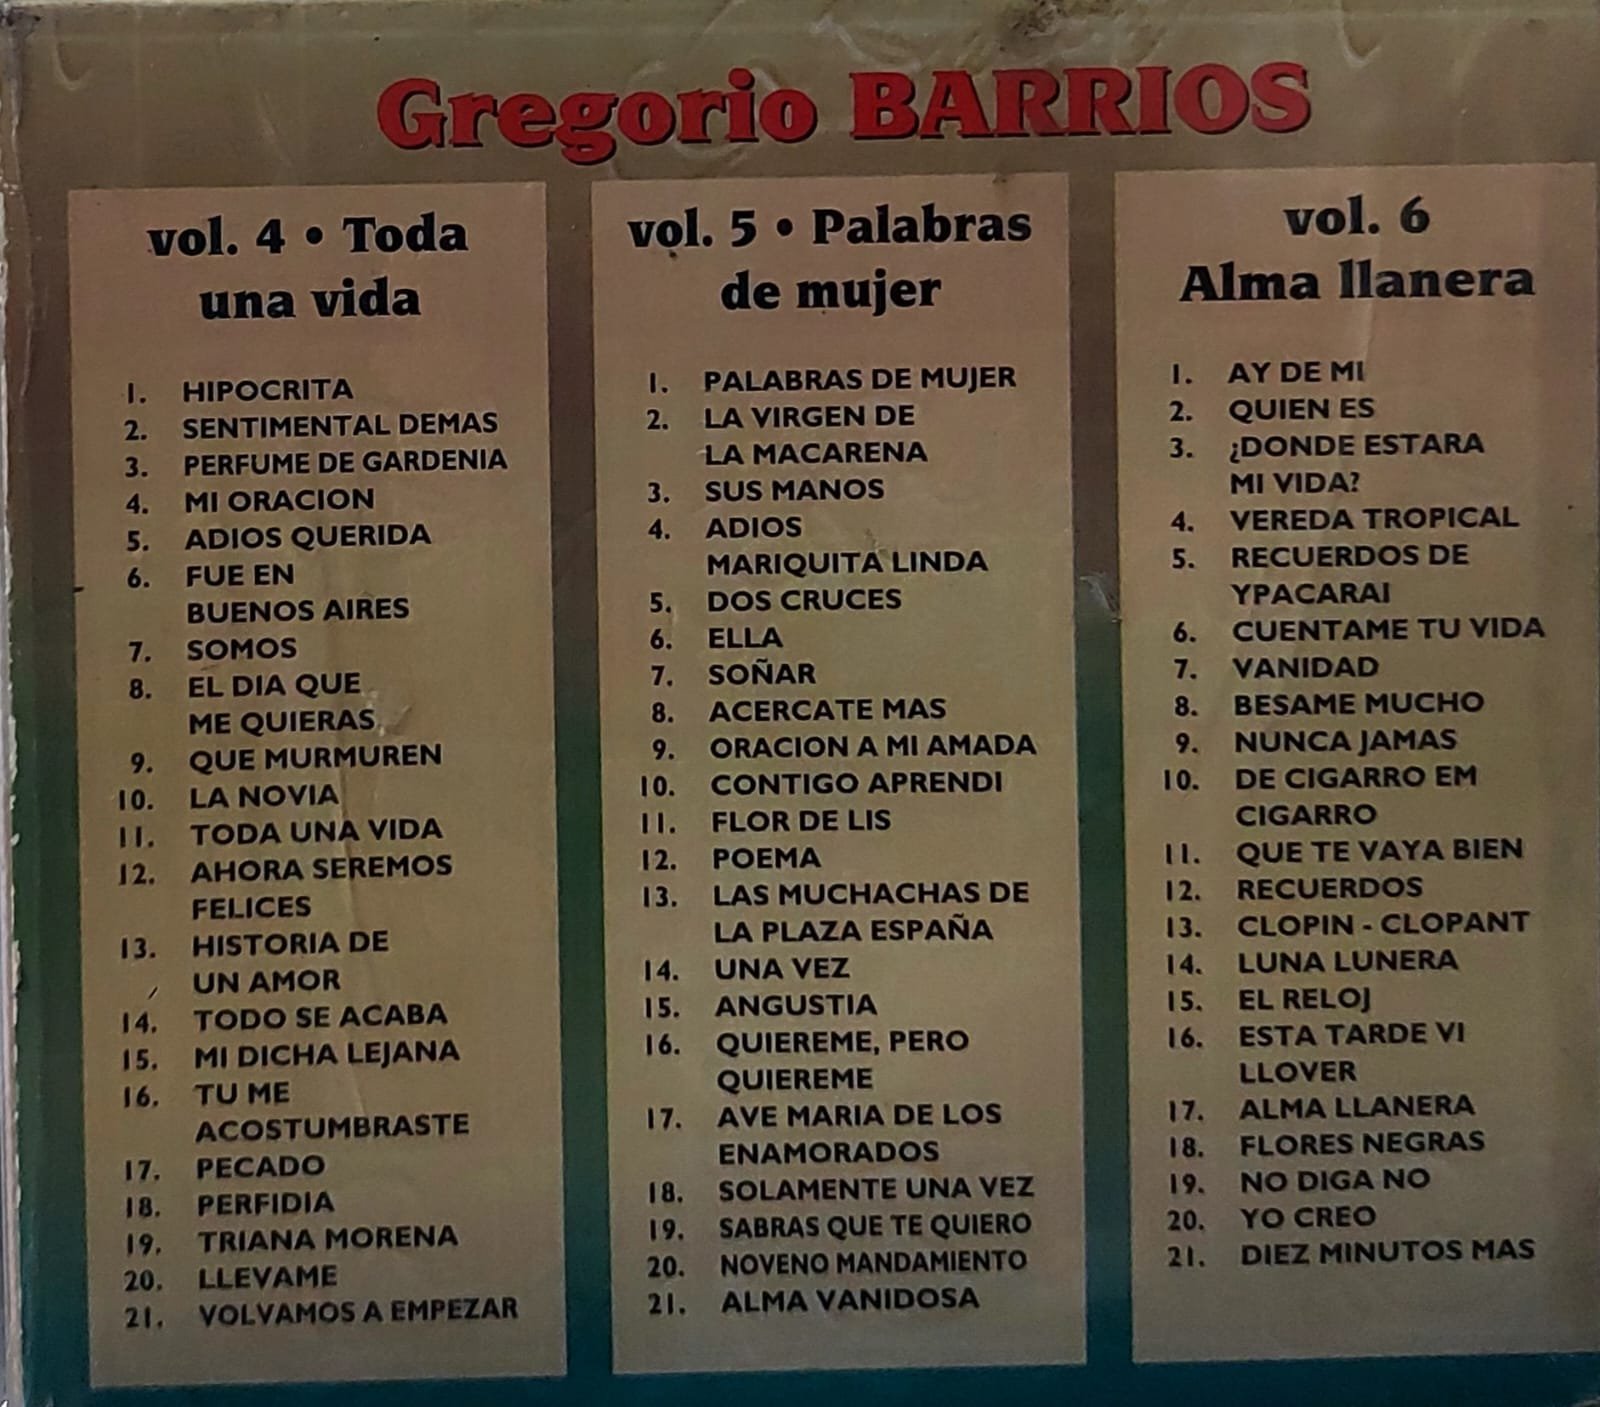 Gregorio BARRIOS
vol. 4 • Toda
una vida
1. HIPOCRITA
2. SENTIMENTAL DEMAS
3. PERFUME DE GARDENIA
4. MI ORACION
5. ADIOS QUERIDA
6. FUE EN
BUENOS AIRES
7. SOMOS
8. EL DIA QUE
ME QUIERAS
9. QUE MURMUREN
10. LA NOVIA
11. TODA UNA VIDA
12. AHORA SEREMOS
FELICES
13. HISTORIA DE
UN AMOR
14. TODO SE ACABA
15. MI DICHA LEJANA
16. TU ME
ACOSTUMBRASTE
17. PECADO
18. PERFIDIA
19. TRIANA MORENA
20. LLEVAME
21. VOLVAMOS A EMPEZAR
vol. 5 • Palabras
de mujer
1. PALABRAS DE MUJER
2. LA VIRGEN DE
LA MACARENA
3. SUS MANOS
4. ADIOS
MARIQUITA LINDA
5. DOS CRUCES
6. ELLA
7. SOÑAR
8. ACERCATE MAS
9. ORACION A MI AMADA
10. CONTIGO APRENDI
11. FLOR DE LIS
12. POEMA
13. LAS MUCHACHAS DE
LA PLAZA ESPAÑA
14. UNA VEZ
15. ANGUSTIA
16. QUIEREME, PERO
QUIEREME
17. AVE MARIA DE LOS
ENAMORADOS
18. SOLAMENTE UNA VEZ
19. SABRAS QUE TE QUIERO
20. NOVENO MANDAMIENTO
21. ALMA VANIDOSA
vol. 6
Alma llanera
1. AY DE MI
2. QUIEN ES
3. ¿DONDE ESTARA
MI VIDA?
4. VEREDA TROPICAL
5. RECUERDOS DE
YPACARAI
6. CUENTAME TU VIDA
7. VANIDAD
8. BESAME MUCHO
9. NUNCA JAMAS
10. DE CIGARRO EM
CIGARRO
11. QUE TE VAYA BIEN
12. RECUERDOS
13. CLOPIN - CLOPANT
14. LUNA LUNERA
15. EL RELOJ
16. ESTA TARDE VI
LLOVER
17. ALMA LLANERA
18. FLORES NEGRAS
19. NO DIGA NO
20. YO CREO
21. DIEZ MINUTOS MAS